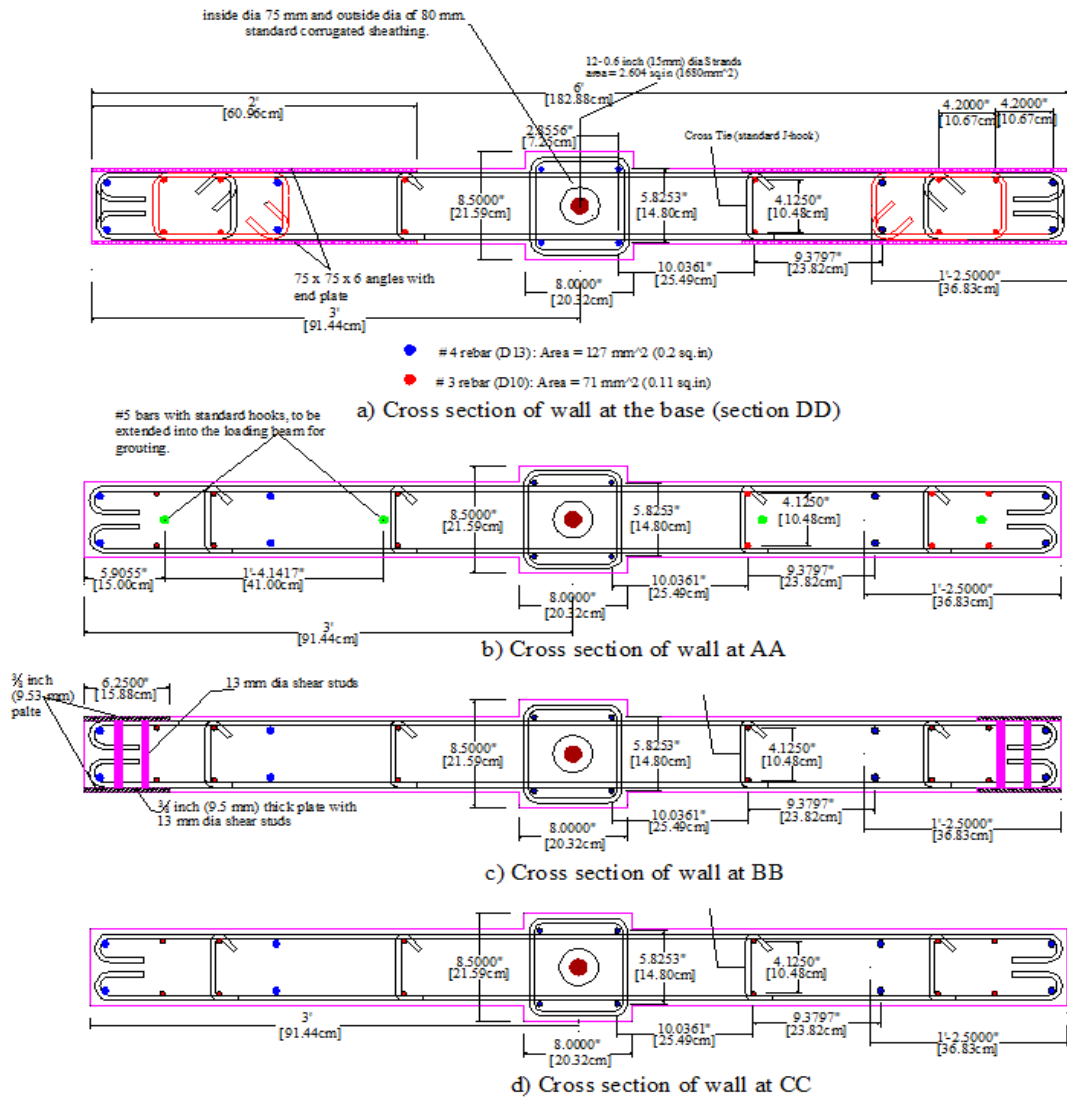 inside dia 75 mm and outside dia of 80 mm.
standard corrugated sheathing.
12-0.6 inch (15mm) dia Strands
area = 2.604 sq.in (1680mm^2)
6'
[182.88cm]
2'
[60.96cm]
4.2000"
[10.67cm]
4.2000"
[10.67cm]
2.8556"
[7.25cm]
Cross Tie (standard J-hook)
8.5000"
[21.59cm]
5.8253"
[14.80cm]
4.1250"
[10.48cm]
10.0361"
[25.49cm]
9.3797"
[23.82cm]
75 x 75 x 6 angles with
end plate
8.0000"
[20.32cm]
1'-2.5000"
[36.83cm]
3'
[91.44cm]
# 4 rebar (D13): Area = 127 mm^2 (0.2 sq.in)
# 3 rebar (D10): Area = 71 mm^2 (0.11 sq.in)
a) Cross section of wall at the base (section DD)
#5 bars with standard hooks, to be
extended into the loading beam for
grouting.
8.5000"
[21.59cm]
5.8253"
[14.80cm]
4.1250"
[10.48cm]
5.9055"
[15.00cm]
1'-4.1417"
[41.00cm]
10.0361"
[25.49cm]
9.3797"
[23.82cm]
8.0000"
[20.32cm]
1'-2.5000"
[36.83cm]
3'
[91.44cm]
b) Cross section of wall at AA
⅜ inch
(9.53 mm)
palte
6.2500"
[15.88cm]
13 mm dia shear studs
8.5000"
[21.59cm]
5.8253"
[14.80cm]
4.1250"
[10.48cm]
⅜ inch (9.5 mm) thick plate with
13 mm dia shear studs
10.0361"
[25.49cm]
9.3797"
[23.82cm]
8.0000"
[20.32cm]
1'-2.5000"
[36.83cm]
c) Cross section of wall at BB
8.5000"
[21.59cm]
5.8253"
[14.80cm]
4.1250"
[10.48cm]
3'
[91.44cm]
10.0361"
[25.49cm]
9.3797"
[23.82cm]
8.0000"
[20.32cm]
1'-2.5000"
[36.83cm]
d) Cross section of wall at CC